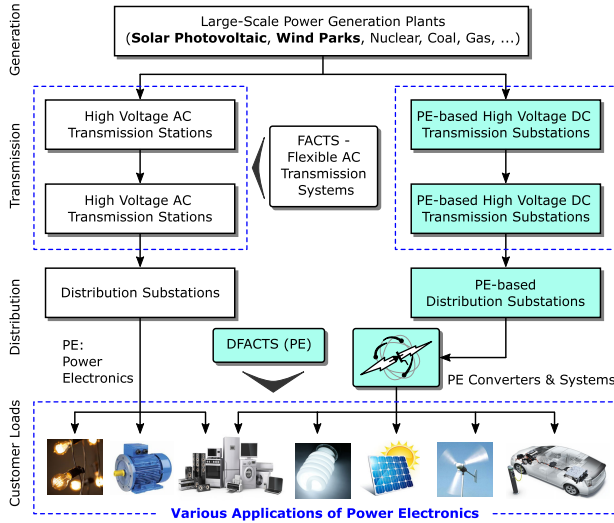 Generation
Large-Scale Power Generation Plants
(Solar Photovoltaic, Wind Parks, Nuclear, Coal, Gas, ...)
Transmission
High Voltage AC
Transmission Stations
High Voltage AC
Transmission Stations
FACTS -
Flexible AC
Transmission
Systems
PE-based High Voltage DC
Transmission Substations
PE-based High Voltage DC
Transmission Substations
Distribution
Distribution Substations
PE-based
Distribution Substations
PE:
Power
Electronics
DFACTS (PE)
PE Converters & Systems
Customer Loads
Various Applications of Power Electronics